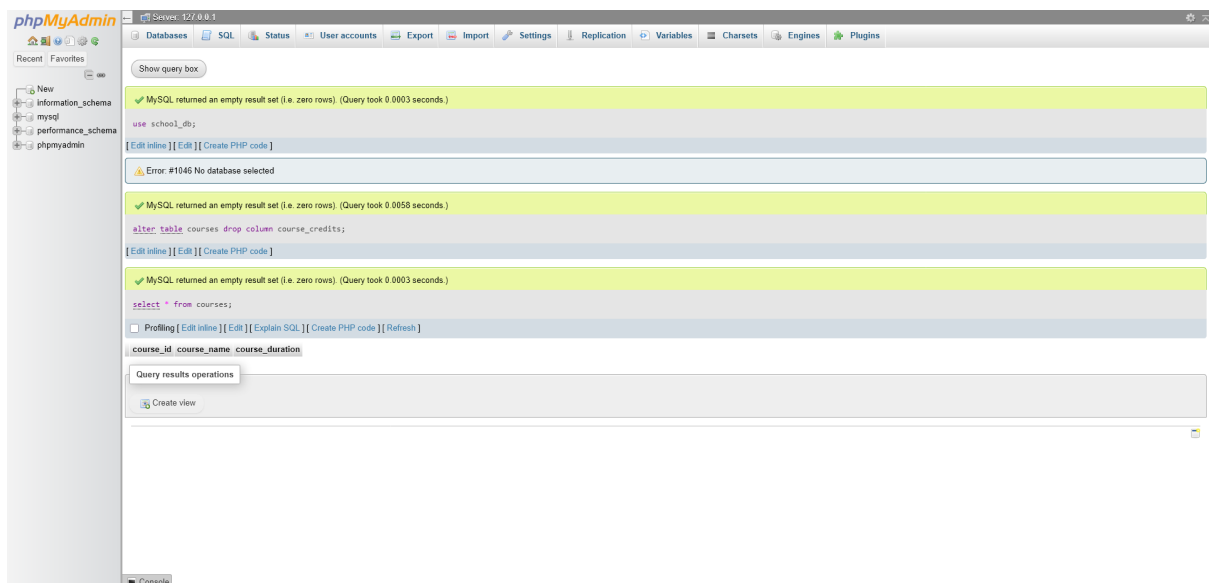 phpMyAdmin
Recent Favorites
New
information_schema
mysql
performance_schema
phpmyadmin
Server: 127.0.0.1
Databases SQL Status User accounts Export Import Settings Replication Variables Charsets Engines Plugins
Show query box
MySQL returned an empty result set (i.e. zero rows). (Query took 0.0003 seconds.)
use school_db;
[ Edit inline ] [ Edit ] [ Create PHP code ]
Error: #1046 No database selected
MySQL returned an empty result set (i.e. zero rows). (Query took 0.0058 seconds.)
alter table courses drop column course_credits;
[ Edit inline ] [ Edit ] [ Create PHP code ]
MySQL returned an empty result set (i.e. zero rows). (Query took 0.0003 seconds.)
select * from courses;
Profiling [ Edit inline ] [ Edit ] [ Explain SQL ] [ Create PHP code ] [ Refresh ]
course_id course_name course_duration
Query results operations
Create view
Console